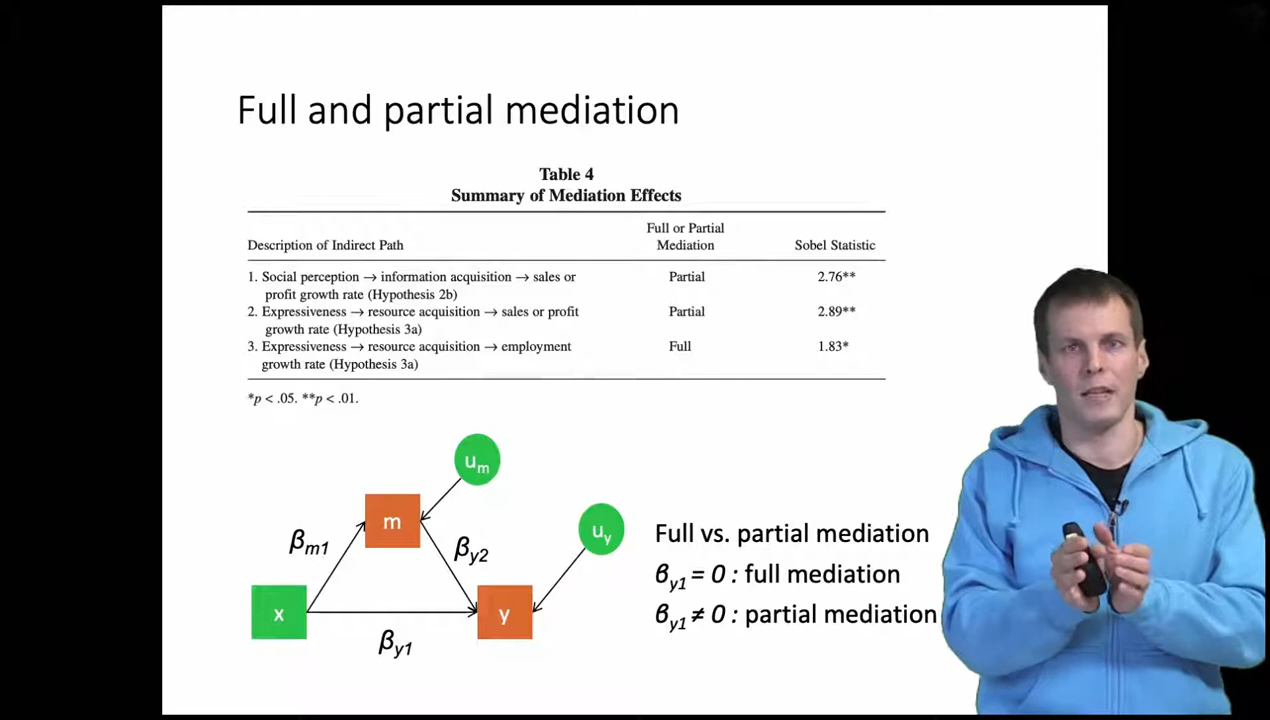 Full and partial mediation
Table 4
Summary of Mediation Effects
Full or Partial
Description of Indirect Path Mediation Sobel Statistic
1. Social perception → information acquisition → sales or Partial 2.76**
profit growth rate (Hypothesis 2b)
2. Expressiveness → resource acquisition → sales or profit Partial 2.89**
growth rate (Hypothesis 3a)
3. Expressiveness → resource acquisition → employment Full 1.83*
growth rate (Hypothesis 3a)
*p < .05. **p < .01.
um
m
uy
βm1
βy2
x
y
βy1
Full vs. partial mediation
βy1 = 0 : full mediation
βy1 ≠ 0 : partial mediation